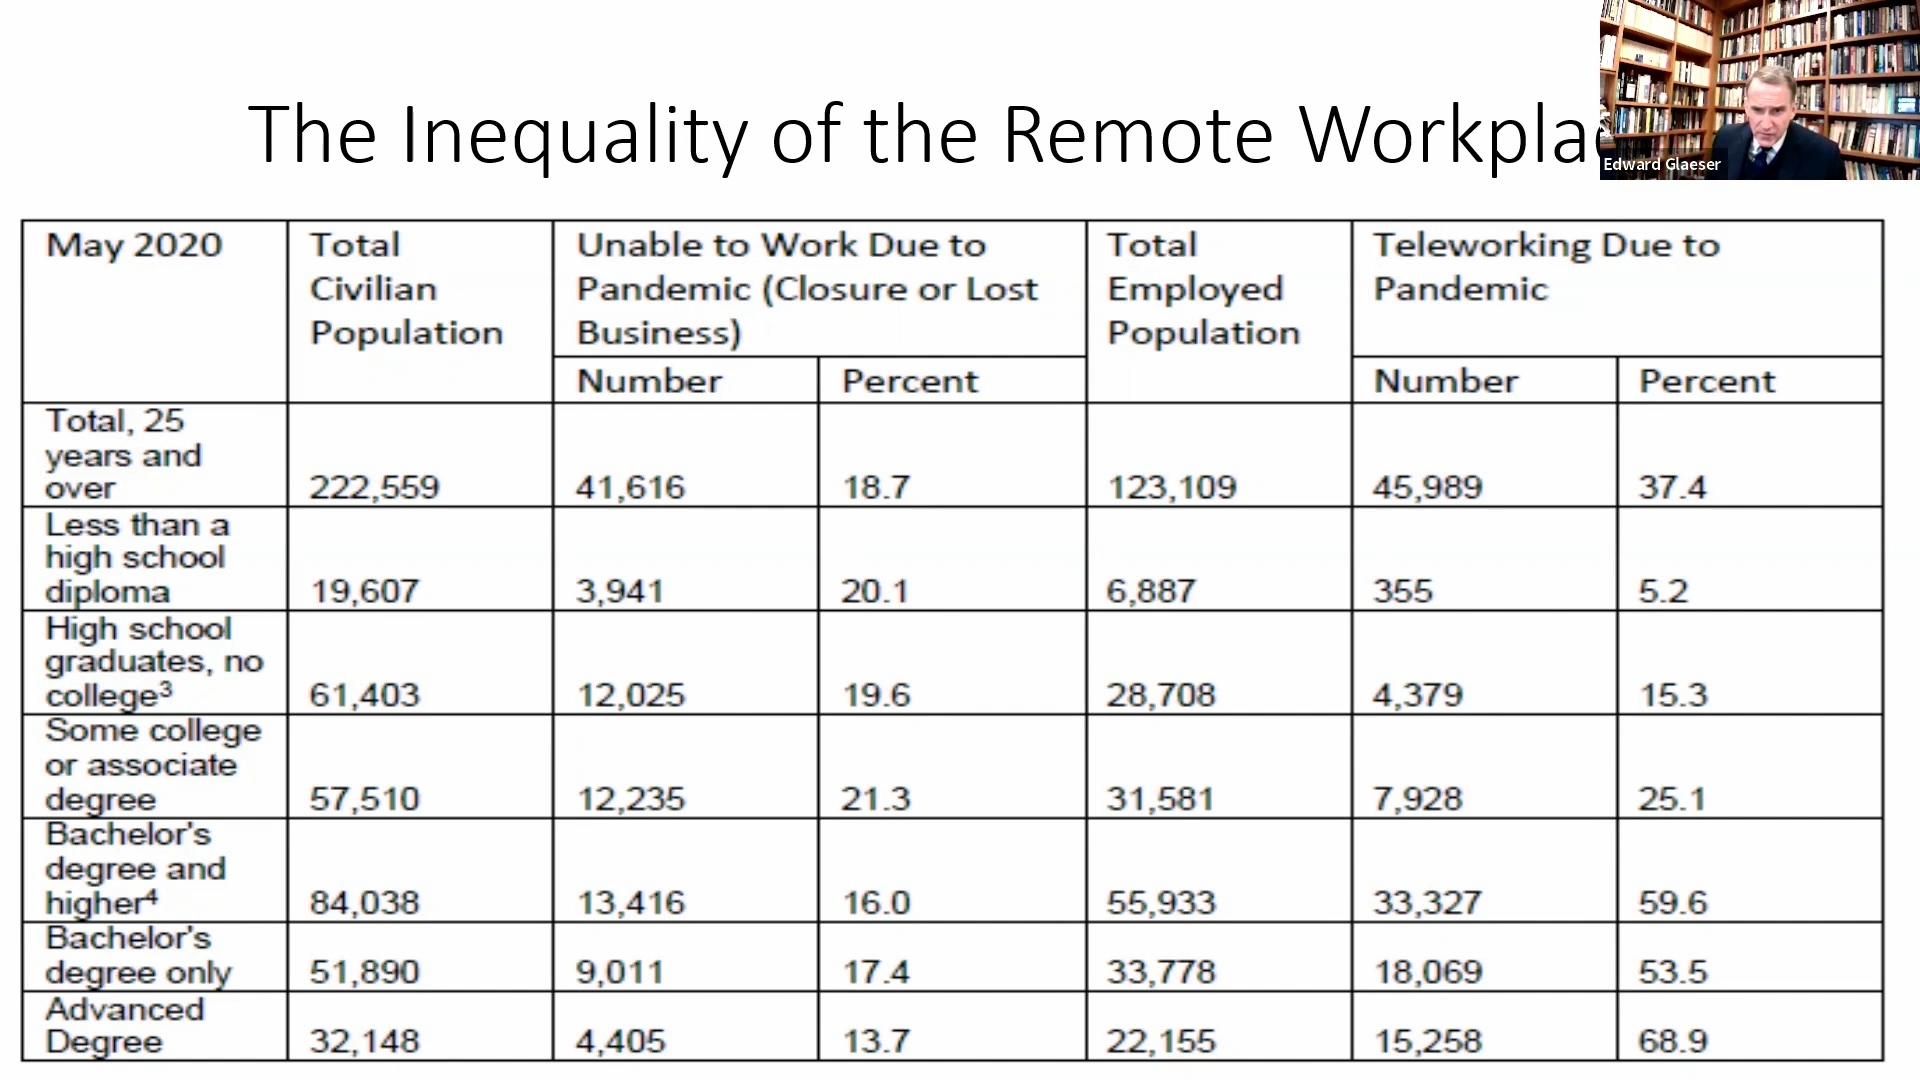 The Inequality of the Remote Workpla
Edward Glaeser
May 2020
Total
Civilian
Population
Unable to Work Due to
Pandemic (Closure or Lost
Business)
Total
Employed
Population
Teleworking Due to
Pandemic
Number
Percent
Number
Percent
Total, 25
years and
over
222,559
41,616
18.7
123,109
45,989
37.4
Less than a
high school
diploma
19,607
3,941
20.1
6,887
355
5.2
High school
graduates, no
college³
61,403
12,025
19.6
28,708
4,379
15.3
Some college
or associate
degree
57,510
12,235
21.3
31,581
7,928
25.1
Bachelor's
degree and
higher⁴
84,038
13,416
16.0
55,933
33,327
59.6
Bachelor's
degree only
51,890
9,011
17.4
33,778
18,069
53.5
Advanced
Degree
32,148
4,405
13.7
22,155
15,258
68.9